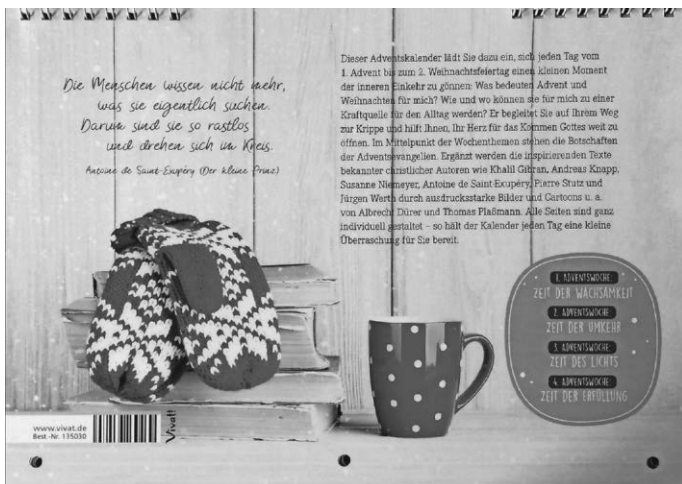 Die Menschen wissen nicht mehr,
was sie eigentlich suchen.
Darum sind sie so rastlos
und drehen sich im Kreis.
Antoine de Saint-Exupéry (Der kleine Prinz)
Dieser Adventskalender lädt Sie dazu ein, sich jeden Tag vom
1. Advent bis zum 2. Weihnachtsfeiertag einen kleinen Moment
der inneren Einkehr zu gönnen: Was bedeuten Advent und
Weihnachten für mich? Wie und wo können sie für mich zu einer
Kraftquelle für den Alltag werden? Er begleitet Sie auf Ihrem Weg
zur Krippe und hilft Ihnen, Ihr Herz für das Kommen Gottes weit zu
öffnen. Im Mittelpunkt der Wochenthemen stehen die Botschaften
der Adventsevangelien. Ergänzt werden die inspirierenden Texte
bekannter christlicher Autoren wie Khalil Gibran, Andreas Knapp,
Susanne Niemeyer, Antoine de Saint-Exupéry, Pierre Stutz und
Jürgen Werth durch ausdrucksstarke Bilder und Cartoons u. a.
von Albrecht Dürer und Thomas Plaßmann. Alle Seiten sind ganz
individuell gestaltet – so hält der Kalender jeden Tag eine kleine
Überraschung für Sie bereit.
1. ADVENTSWOCHE:
ZEIT DER WACHSAMKEIT
2. ADVENTSWOCHE:
ZEIT DER UMKEHR
3. ADVENTSWOCHE:
ZEIT DES LICHTS
4. ADVENTSWOCHE:
ZEIT DER ERFÜLLUNG
www.vivat.de
Best.-Nr. 135030
Vivat!